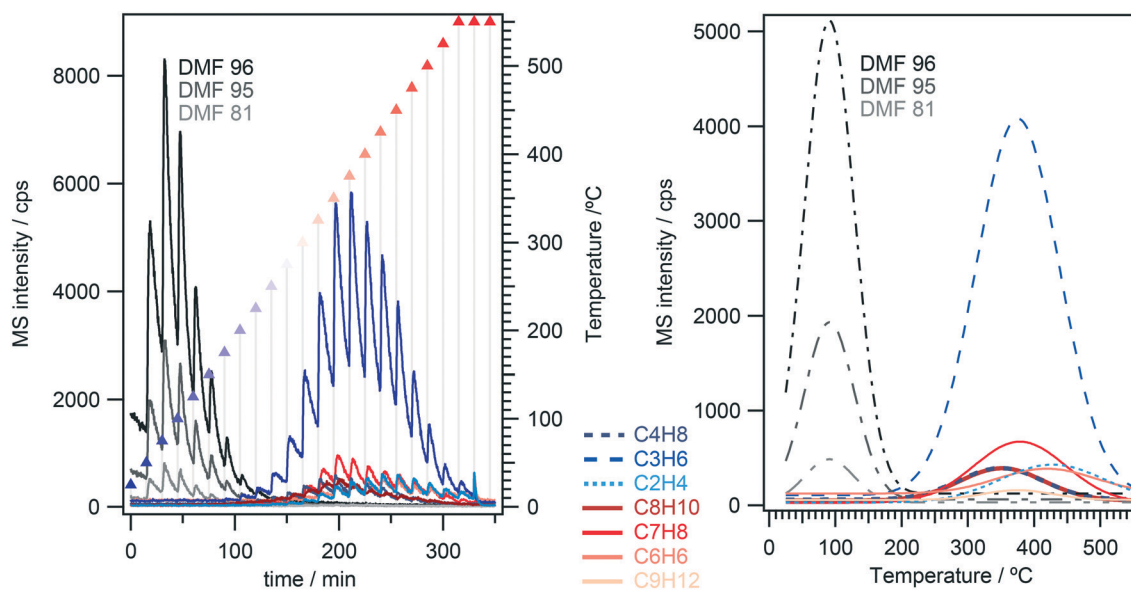 DMF 96
DMF 95
DMF 81
8000
6000
4000
2000
0
MS intensity / cps
500
400
300
200
100
0
Temperature /ºC
0
100
200
300
time / min
C4H8
C3H6
C2H4
C8H10
C7H8
C6H6
C9H12
DMF 96
DMF 95
DMF 81
5000
4000
3000
2000
1000
0
MS intensity / cps
0
100
200
300
400
500
Temperature / ºC